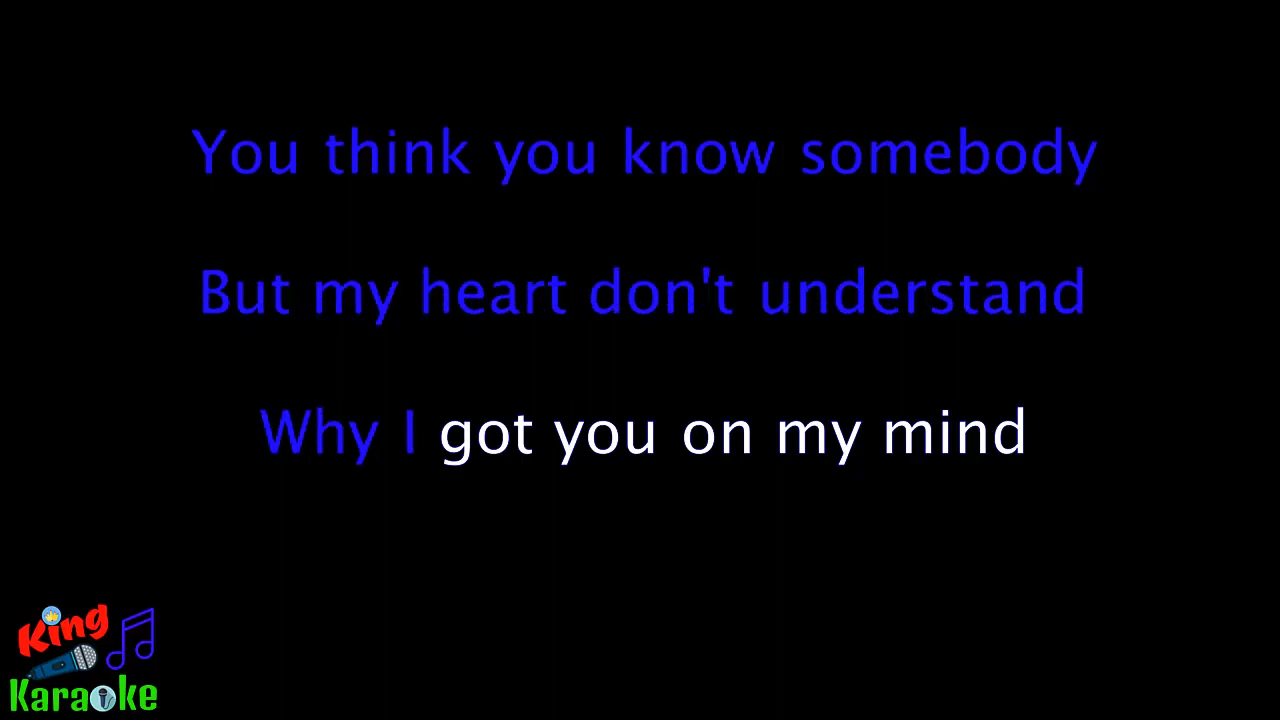 You think you know somebody
But my heart don't understand
Why I got you on my mind
King
Karaoke